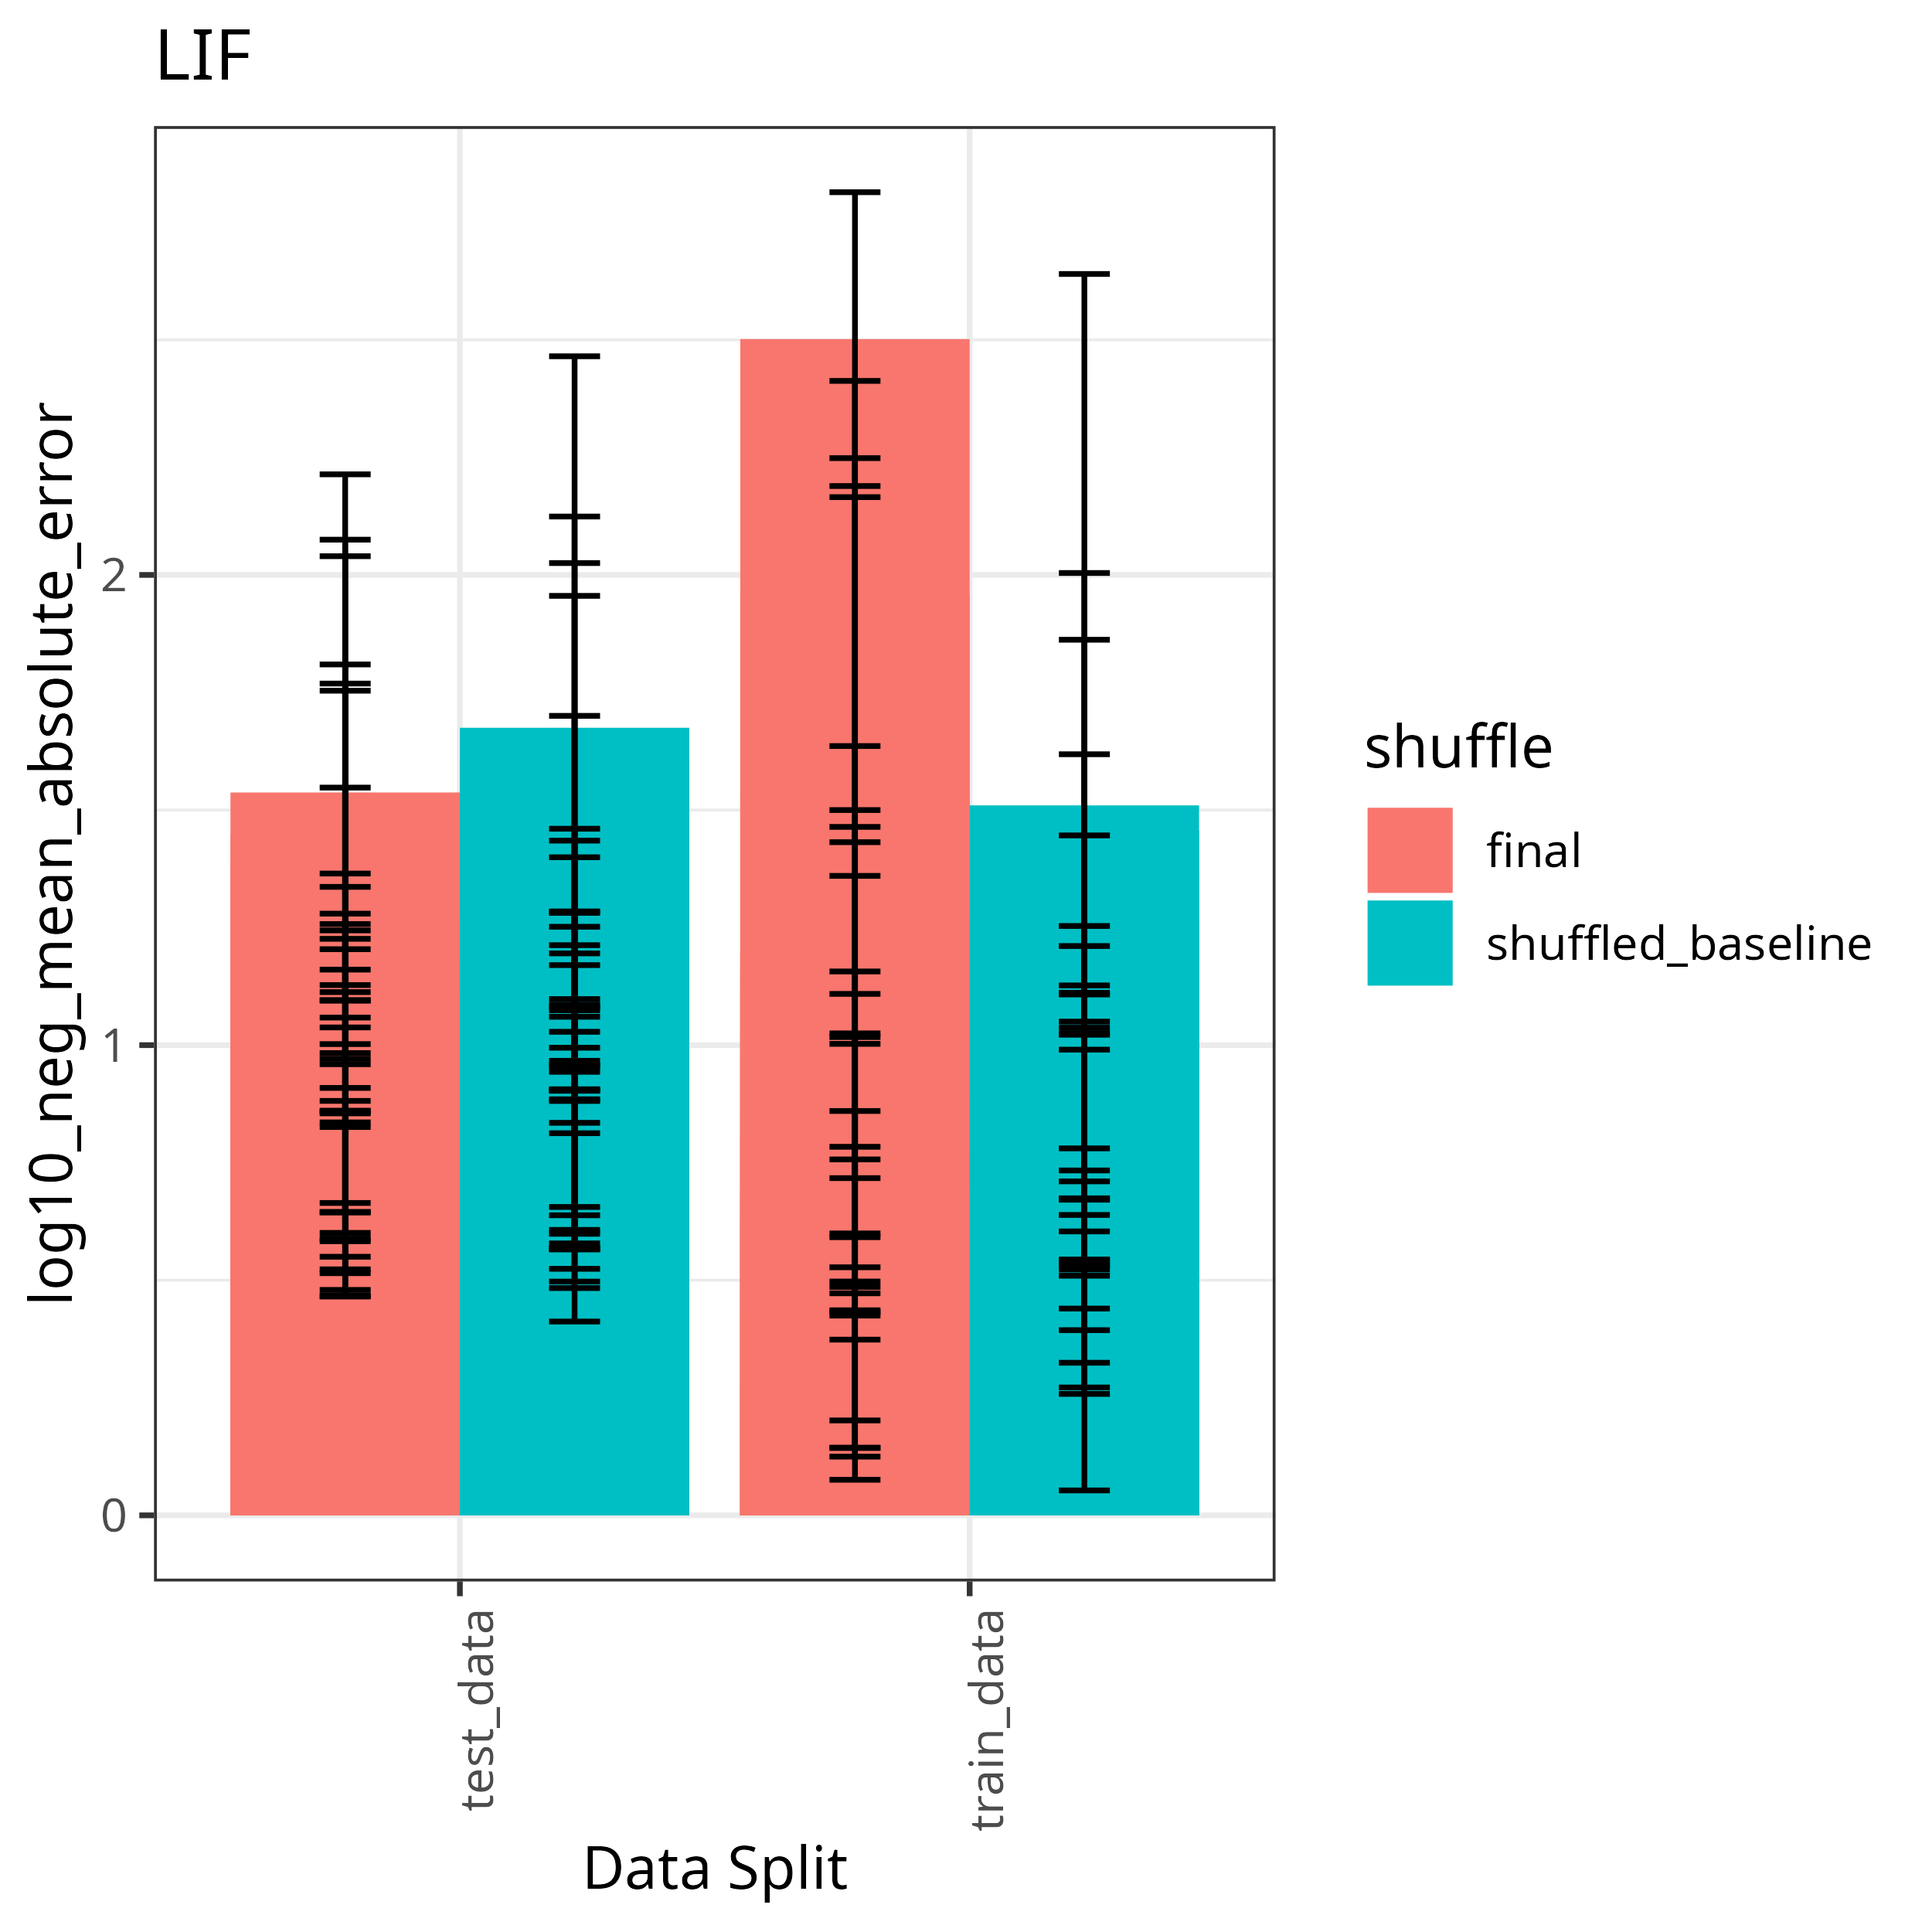 LIF
log10_neg_mean_absolute_error
2
1
0
test_data
train_data
Data Split
shuffle
final
shuffled_baseline